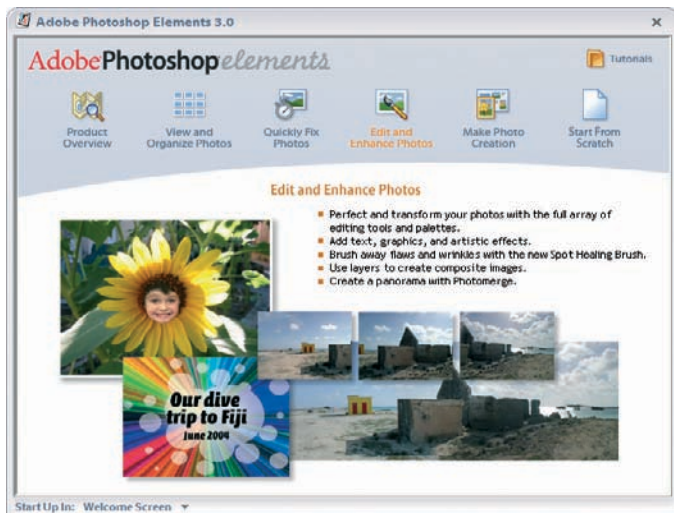 Adobe Photoshop Elements 3.0
AdobePhotoshopelements
Tutorials
Product
Overview
View and
Organize Photos
Quickly Fix
Photos
Edit and
Enhance Photos
Make Photo
Creation
Start From
Scratch
Edit and Enhance Photos
Perfect and transform your photos with the full array of
editing tools and palettes.
Add text, graphics, and artistic effects.
Brush away flaws and wrinkles with the new Spot Healing Brush.
Use layers to create composite images.
Create a panorama with Photomerge.
Our dive
trip to Fiji
June 2004
Start Up In: Welcome Screen